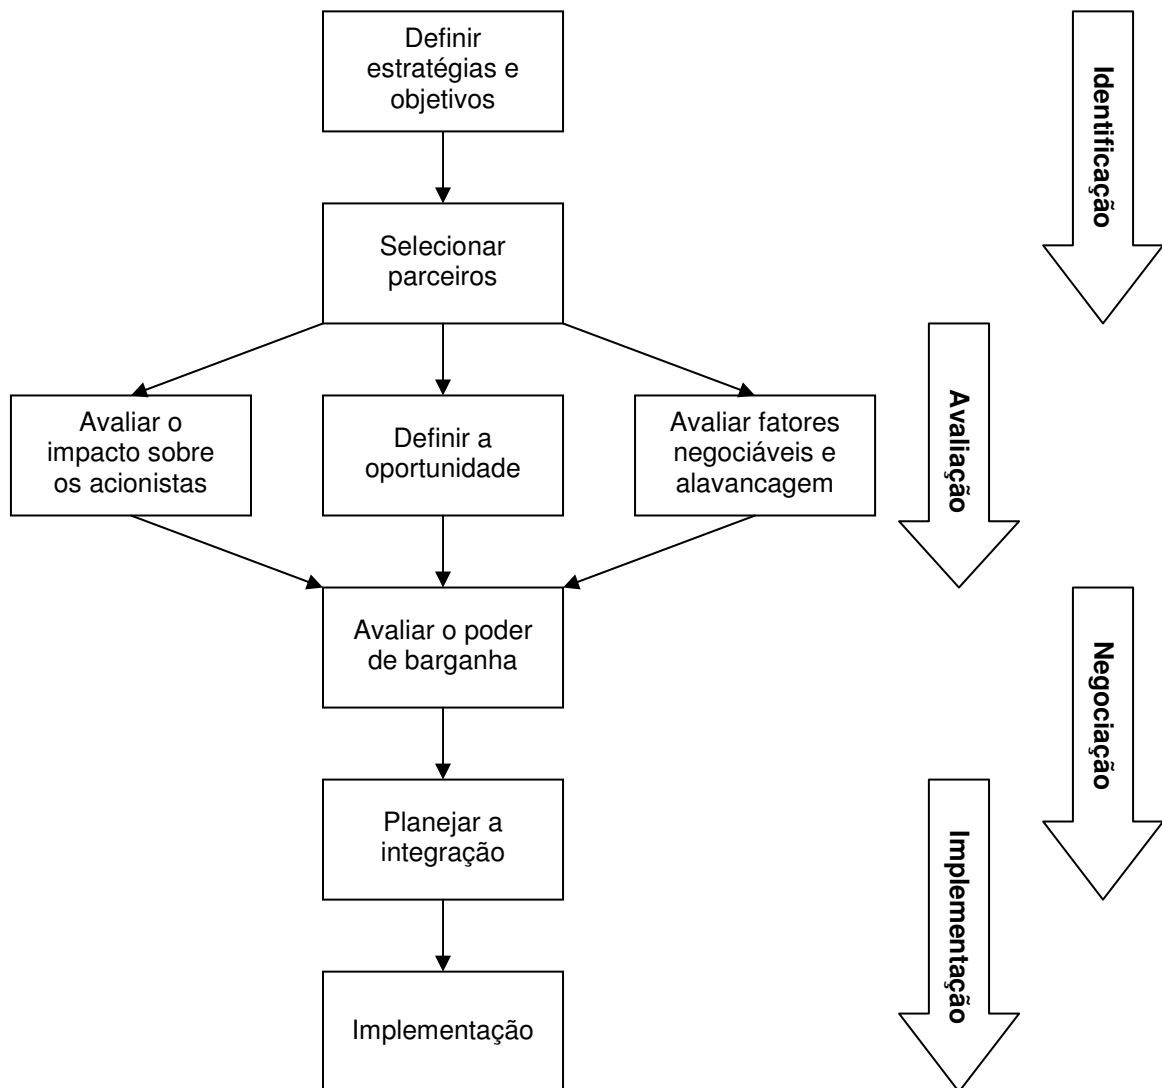 Definir
estratégias e
objetivos
Identificação
Selecionar
parceiros
Avaliar o
impacto sobre
os acionistas
Definir a
oportunidade
Avaliar fatores
negociáveis e
alavancagem
Avaliação
Avaliar o poder
de barganha
Negociação
Planejar a
integração
Implementação
Implementação